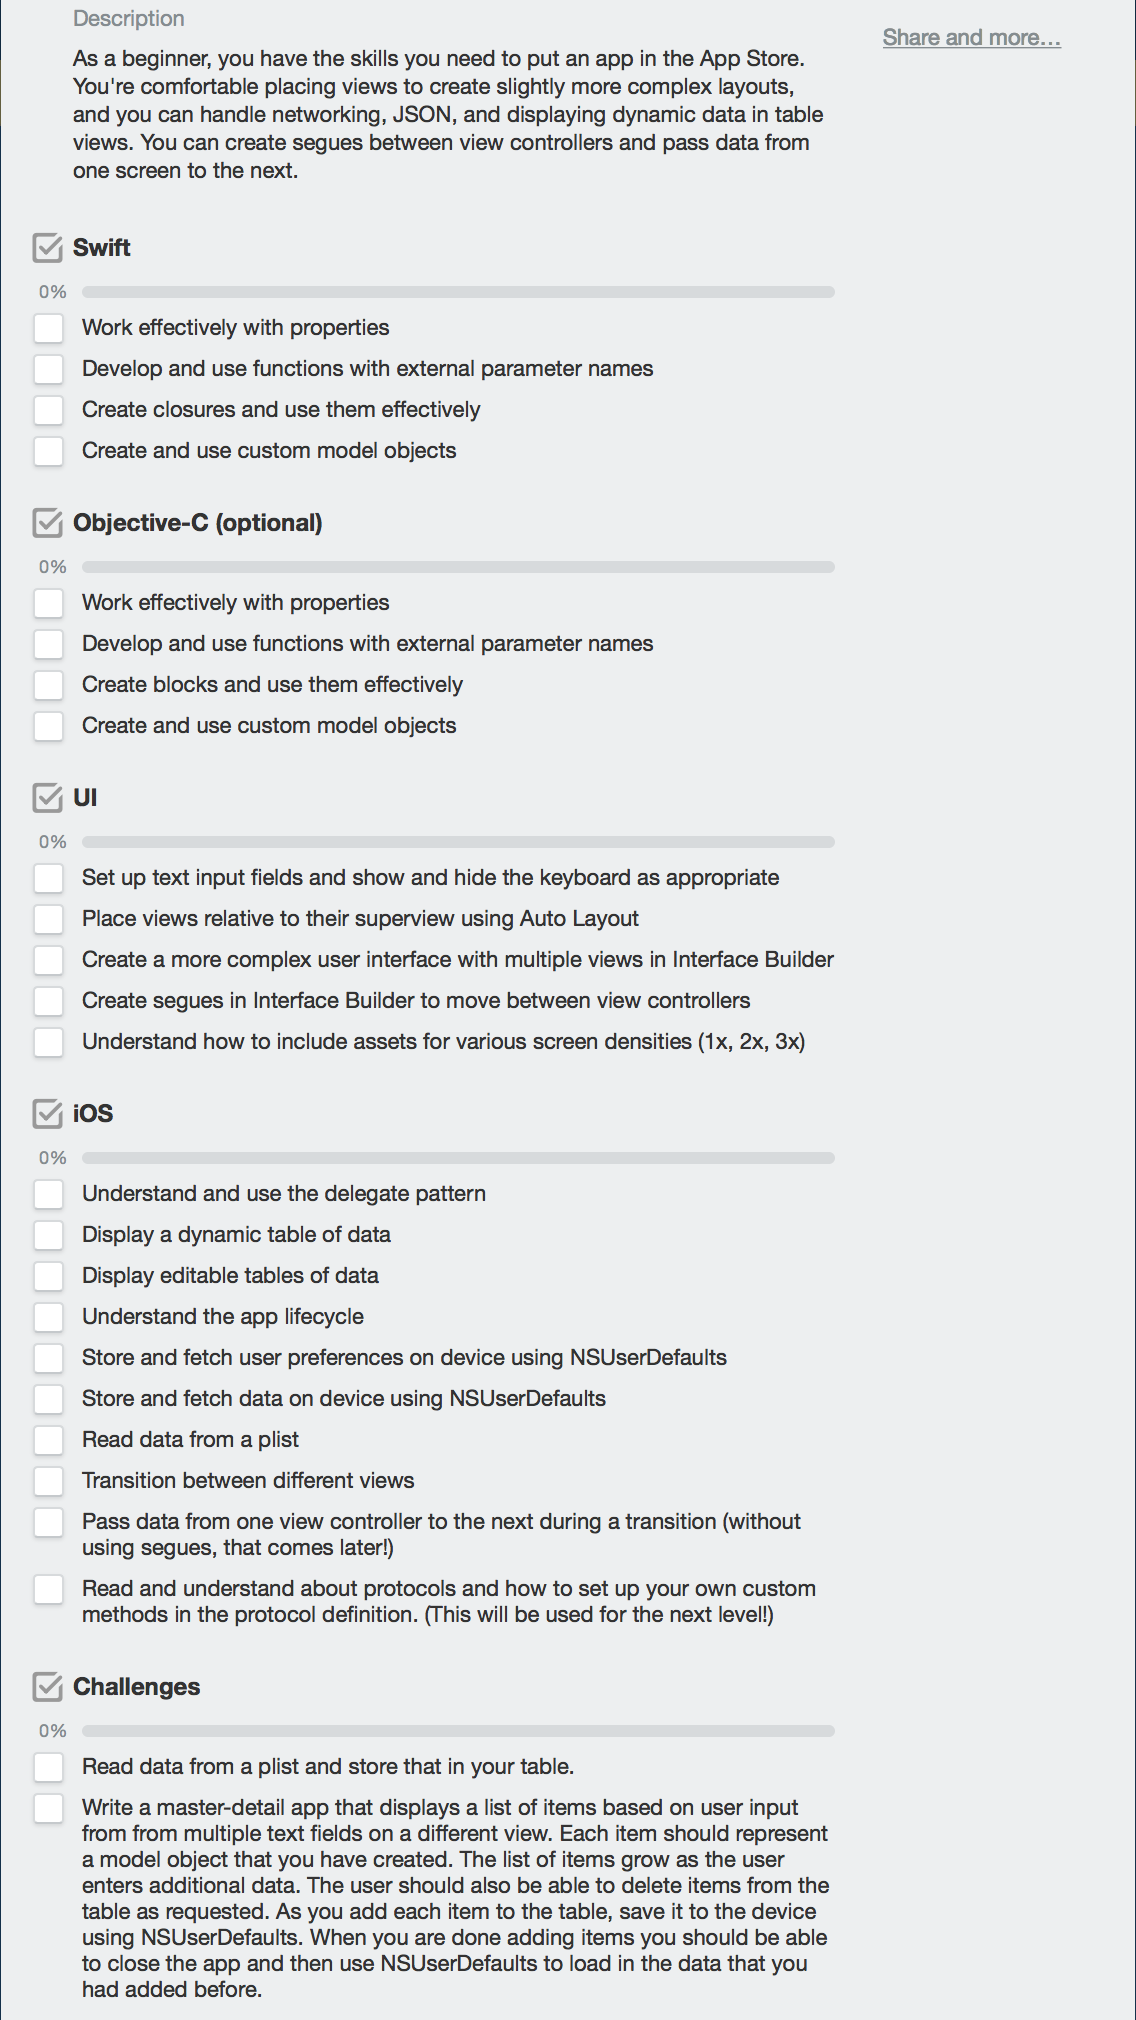 Description
Share and more...
As a beginner, you have the skills you need to put an app in the App Store.
You're comfortable placing views to create slightly more complex layouts,
and you can handle networking, JSON, and displaying dynamic data in table
views. You can create segues between view controllers and pass data from
one screen to the next.
Swift
0%
Work effectively with properties
Develop and use functions with external parameter names
Create closures and use them effectively
Create and use custom model objects
Objective-C (optional)
0%
Work effectively with properties
Develop and use functions with external parameter names
Create blocks and use them effectively
Create and use custom model objects
UI
0%
Set up text input fields and show and hide the keyboard as appropriate
Place views relative to their superview using Auto Layout
Create a more complex user interface with multiple views in Interface Builder
Create segues in Interface Builder to move between view controllers
Understand how to include assets for various screen densities (1x, 2x, 3x)
iOS
0%
Understand and use the delegate pattern
Display a dynamic table of data
Display editable tables of data
Understand the app lifecycle
Store and fetch user preferences on device using NSUserDefaults
Store and fetch data on device using NSUserDefaults
Read data from a plist
Transition between different views
Pass data from one view controller to the next during a transition (without
using segues, that comes later!)
Read and understand about protocols and how to set up your own custom
methods in the protocol definition. (This will be used for the next level!)
Challenges
0%
Read data from a plist and store that in your table.
Write a master-detail app that displays a list of items based on user input
from from multiple text fields on a different view. Each item should represent
a model object that you have created. The list of items grow as the user
enters additional data. The user should also be able to delete items from the
table as requested. As you add each item to the table, save it to the device
using NSUserDefaults. When you are done adding items you should be able
to close the app and then use NSUserDefaults to load in the data that you
had added before.